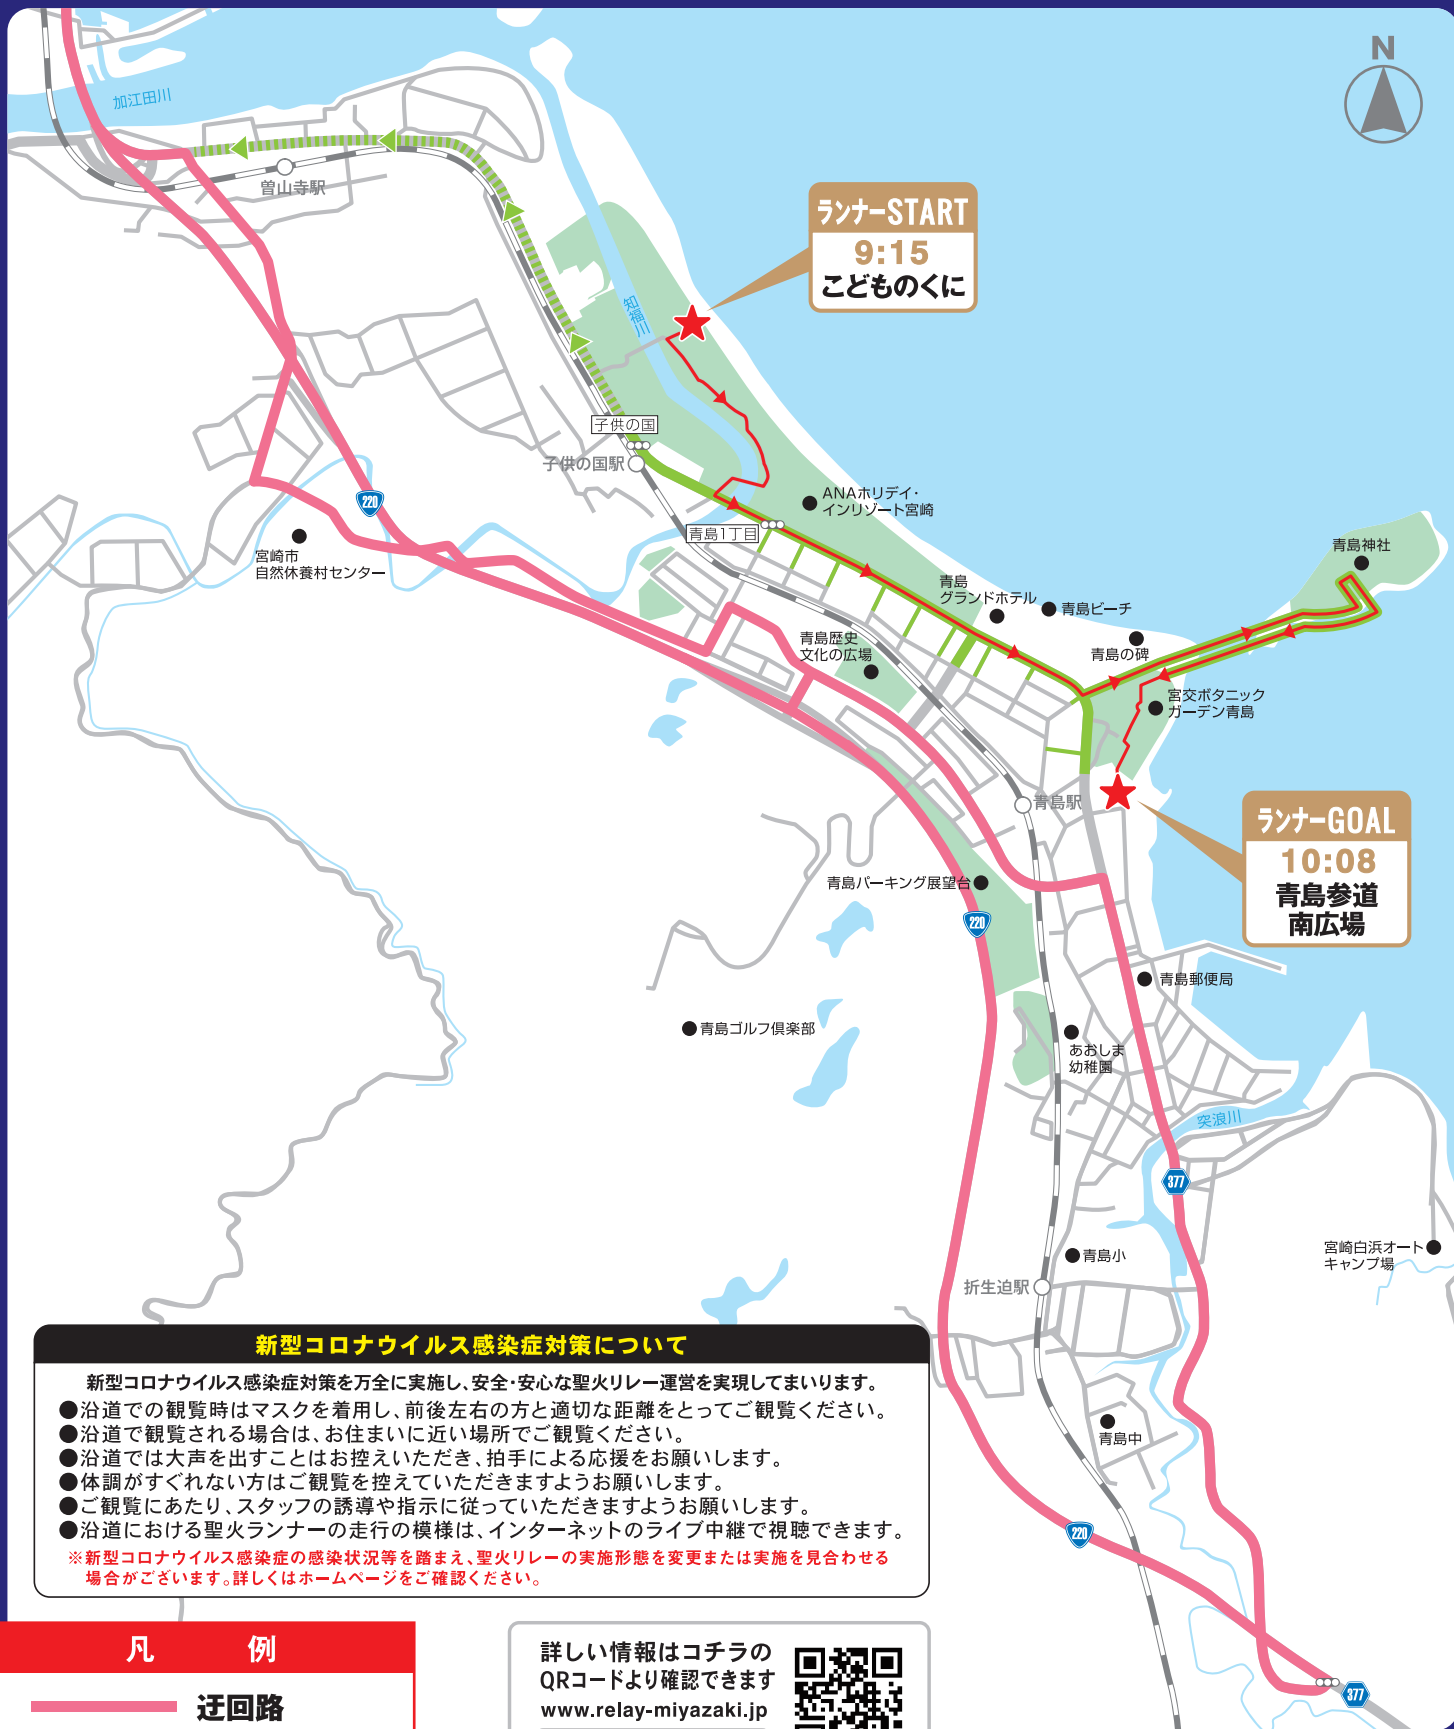 N
加江田川
曽山寺駅
ランナーSTART
9:15
こどものくに
知福川
子供の国
子供の国駅
ANAホリデイ・
インリゾート宮崎
青島1丁目
220
宮崎市
自然休養村センター
青島神社
青島
グランドホテル
青島ビーチ
青島の碑
青島歴史
文化の広場
宮交ボタニック
ガーデン青島
青島駅
ランナーGOAL
10:08
青島参道
南広場
青島パーキング展望台
220
青島郵便局
青島ゴルフ倶楽部
あおしま
幼稚園
突浪川
377
宮崎白浜オート
キャンプ場
青島小
折生迫駅
青島中
220
377
新型コロナウイルス感染症対策について
新型コロナウイルス感染症対策を万全に実施し、安全・安心な聖火リレー運営を実現してまいります。
●沿道での観覧時はマスクを着用し、前後左右の方と適切な距離をとってご観覧ください。
●沿道で観覧される場合は、お住まいに近い場所でご観覧ください。
●沿道では大声を出すことはお控えいただき、拍手による応援をお願いします。
●体調がすぐれない方はご観覧を控えていただきますようお願いします。
●ご観覧にあたり、スタッフの誘導や指示に従っていただきますようお願いします。
●沿道における聖火ランナーの走行の模様は、インターネットのライブ中継で視聴できます。
※新型コロナウイルス感染症の感染状況等を踏まえ、聖火リレーの実施形態を変更または実施を見合わせる
場合がございます。詳しくはホームページをご確認ください。
凡 例
迂回路
詳しい情報はコチラの
QRコードより確認できます
www.relay-miyazaki.jp